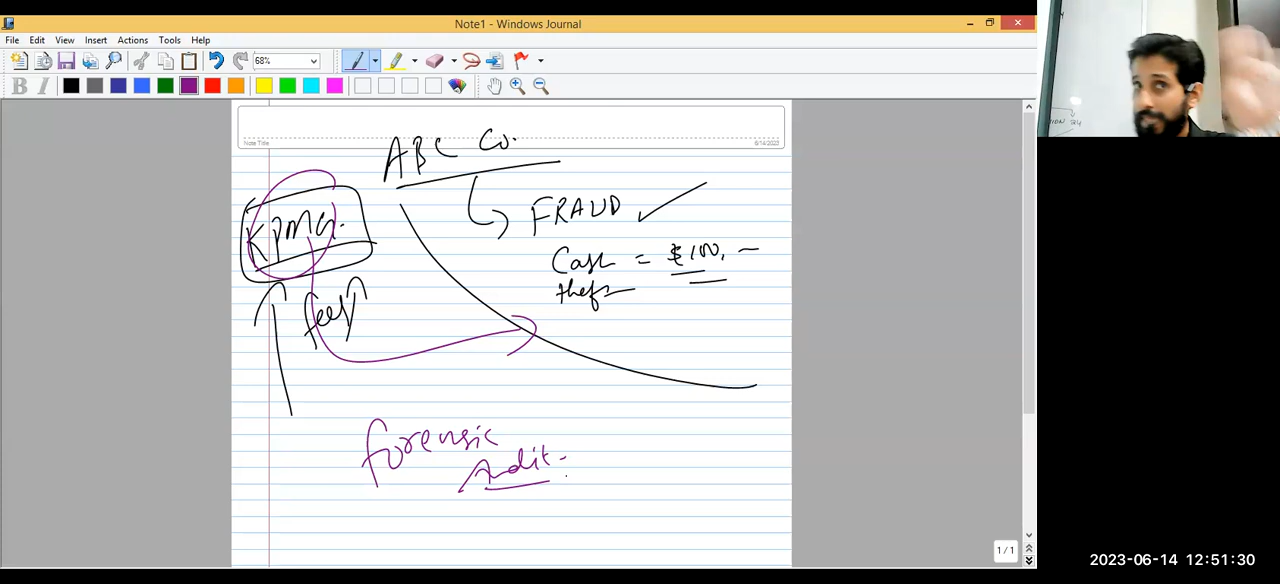 Note1 - Windows Journal
File Edit View Insert Actions Tools Help
68%
B I
Note Title
6/14/2023
ABC Co.
KPMG.
FRAUD
Cash = $100,
theft
fees
forensic
Audit
1/1
2023-06-14 12:51:30